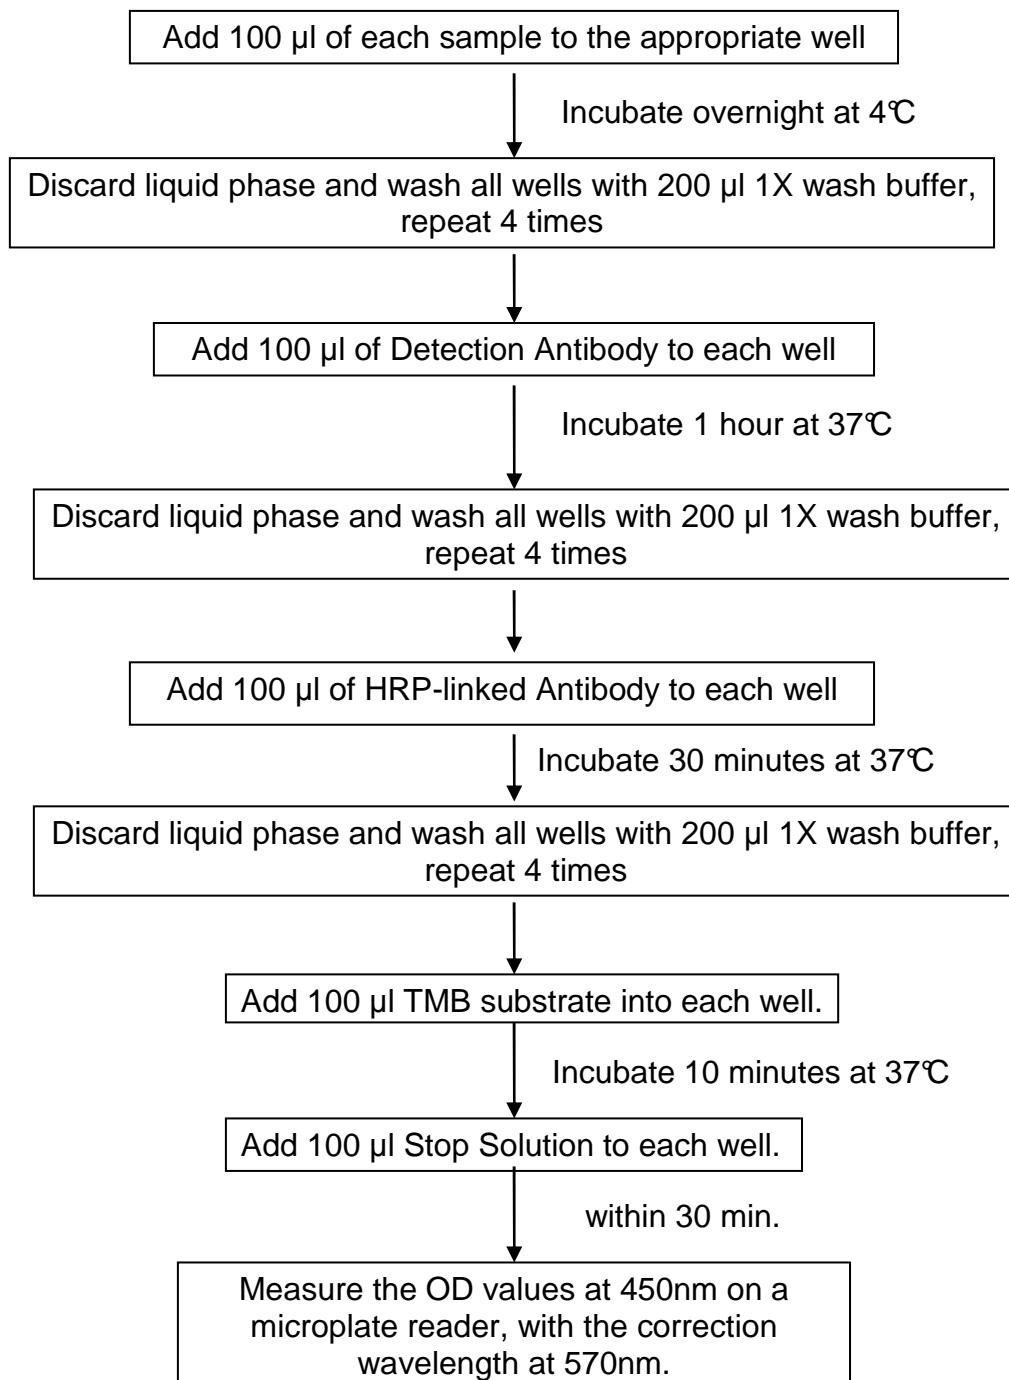 Add 100 µl of each sample to the appropriate well
Incubate overnight at 4℃
Discard liquid phase and wash all wells with 200 µl 1X wash buffer,
repeat 4 times
Add 100 µl of Detection Antibody to each well
Incubate 1 hour at 37℃
Discard liquid phase and wash all wells with 200 µl 1X wash buffer,
repeat 4 times
Add 100 µl of HRP-linked Antibody to each well
Incubate 30 minutes at 37℃
Discard liquid phase and wash all wells with 200 µl 1X wash buffer,
repeat 4 times
Add 100 µl TMB substrate into each well.
Incubate 10 minutes at 37℃
Add 100 µl Stop Solution to each well.
within 30 min.
Measure the OD values at 450nm on a
microplate reader, with the correction
wavelength at 570nm.